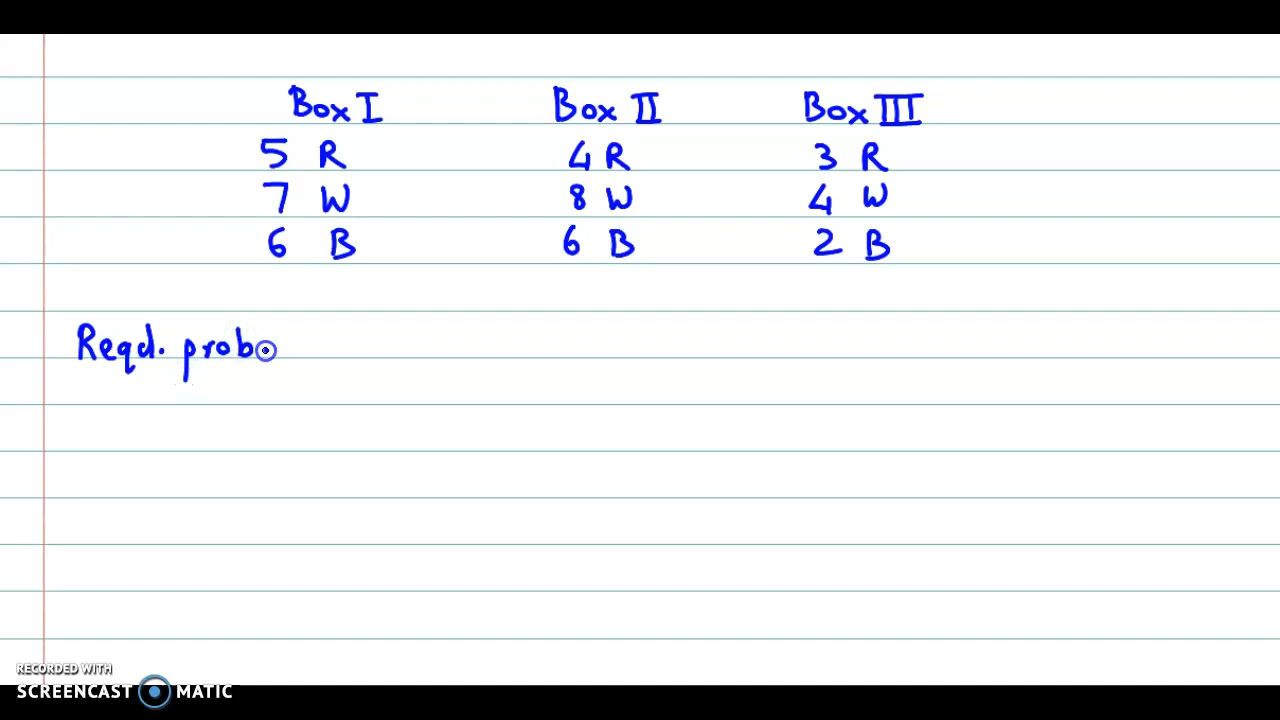 Box I Box II Box III
5 R 4 R 3 R
7 W 8 W 4 W
6 B 6 B 2 B
Reqd. prob
RECORDED WITH
SCREENCAST MATIC